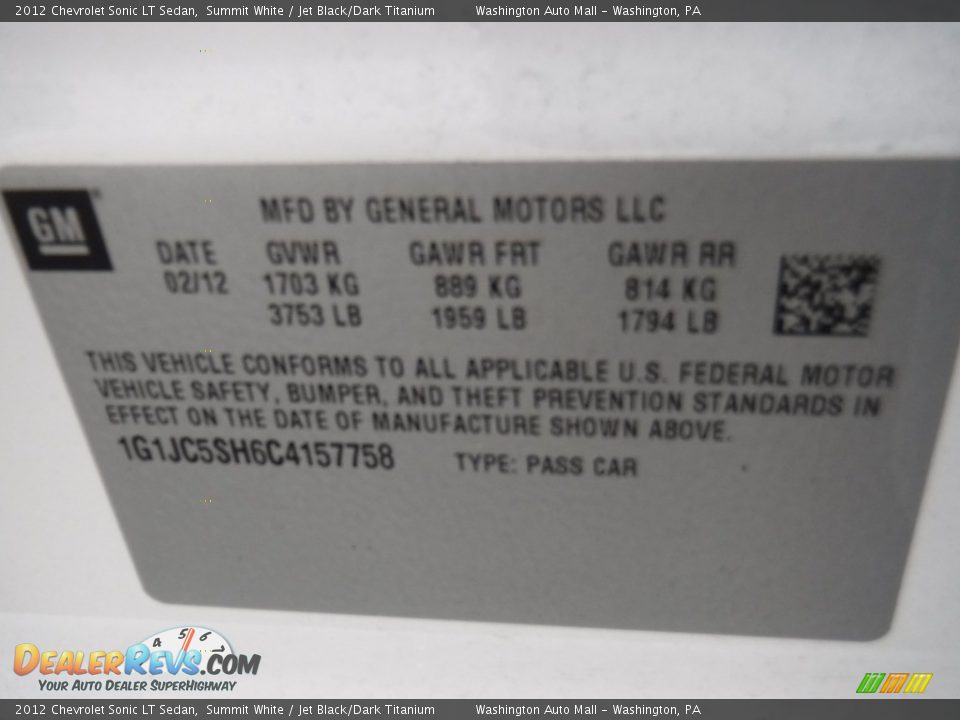 2012 Chevrolet Sonic LT Sedan, Summit White / Jet Black/Dark Titanium Washington Auto Mall - Washington, PA
GM
MFD BY GENERAL MOTORS LLC
DATE GVWR GAWR FRT GAWR RR
02/12 1703 KG 889 KG 814 KG
3753 LB 1959 LB 1794 LB
THIS VEHICLE CONFORMS TO ALL APPLICABLE U.S. FEDERAL MOTOR
VEHICLE SAFETY, BUMPER, AND THEFT PREVENTION STANDARDS IN
EFFECT ON THE DATE OF MANUFACTURE SHOWN ABOVE.
1G1JC5SH6C4157758 TYPE: PASS CAR
4 5 6 7
DealerRevs.com
Your Auto Dealer SuperHighway
2012 Chevrolet Sonic LT Sedan, Summit White / Jet Black/Dark Titanium Washington Auto Mall - Washington, PA